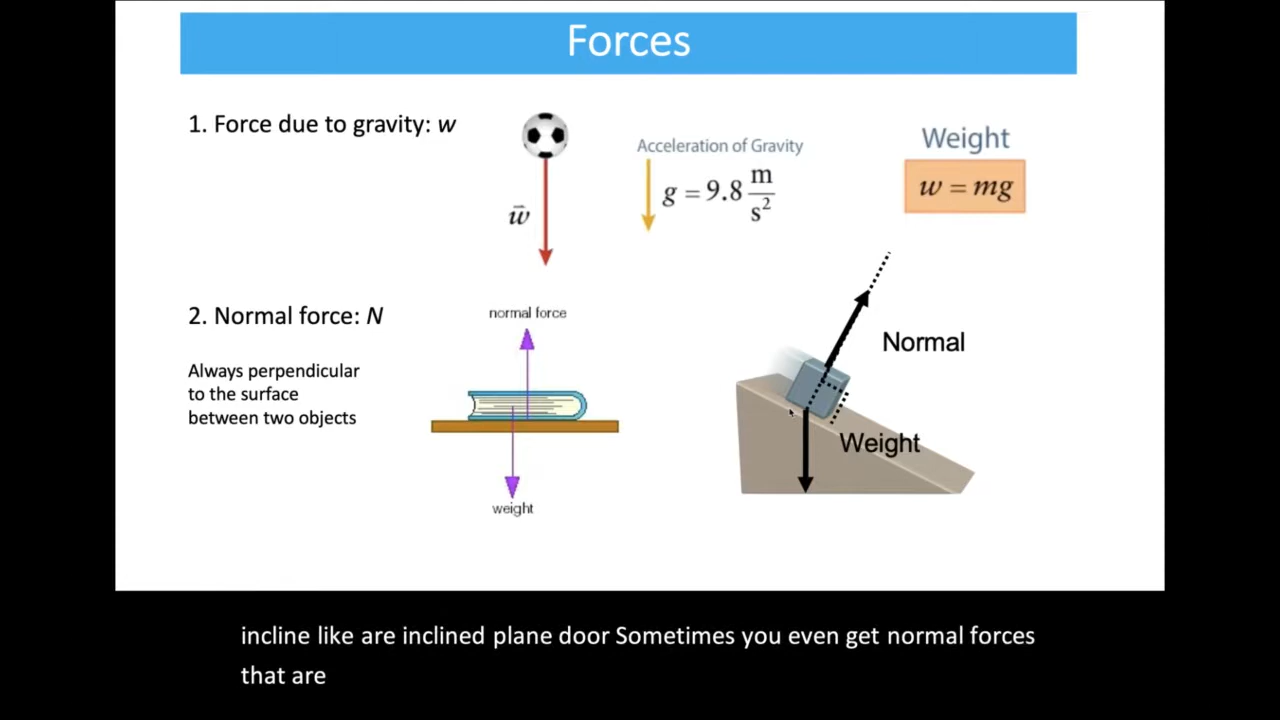 Forces
1. Force due to gravity: w
w⃗
Acceleration of Gravity
g = 9.8 m/s²
Weight
w = mg
2. Normal force: N
Always perpendicular
to the surface
between two objects
normal force
weight
Normal
Weight
incline like are inclined plane door Sometimes you even get normal forces
that are